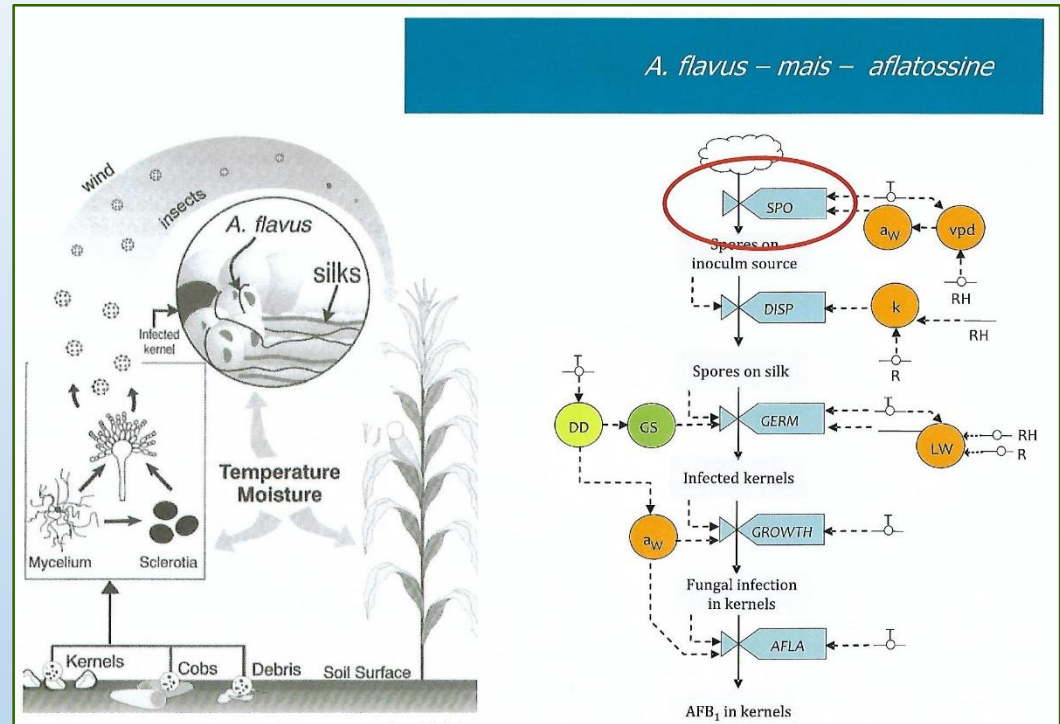 A. flavus – mais – aflatossine
wind
insects
A. flavus
silks
Infected
kernel
Temperature
Moisture
Mycelium
Sclerotia
Kernels
Cobs
Debris
Soil Surface
SPO
T
a_W
vpd
RH
Spores on
inoculm source
DISP
k
RH
R
Spores on silk
T
DD
GS
GERM
T
LW
RH
R
Infected kernels
a_W
GROWTH
T
Fungal infection
in kernels
AFLA
T
AFB₁ in kernels